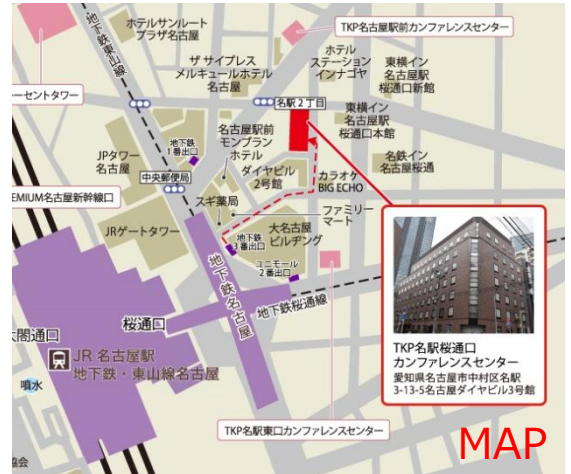 ホテルサンルート
プラザ名古屋
TKP名古屋駅前カンファレンスセンター
地下鉄東山線
ザ サイプレス
メルキュールホテル
名古屋
ホテル
ステーション
インナゴヤ
東横イン
名古屋駅
桜通口新館
ーセントタワー
名駅2丁目
東横イン
名古屋駅
桜通口本館
地下鉄
1番出口
名古屋駅前
モンブラン
ホテル
JPタワー
名古屋
中央郵便局
ダイヤビル
2号館
カラオケ
BIG ECHO
名鉄イン
名古屋桜通
EMIUM名古屋新幹線口
スギ薬局
ファミリー
マート
JRゲートタワー
地下鉄
3番出口
大名古屋
ビルヂング
ユニモール
2番出口
地下鉄名古屋
地下鉄桜通線
桜通口
閤通口
JR 名古屋駅
地下鉄・東山線名古屋
噴水
協会
TKP名駅東口カンファレンスセンター
TKP名駅桜通口
カンファレンスセンター
愛知県名古屋市中村区名駅
3-13-5名古屋ダイヤビル3号館
MAP